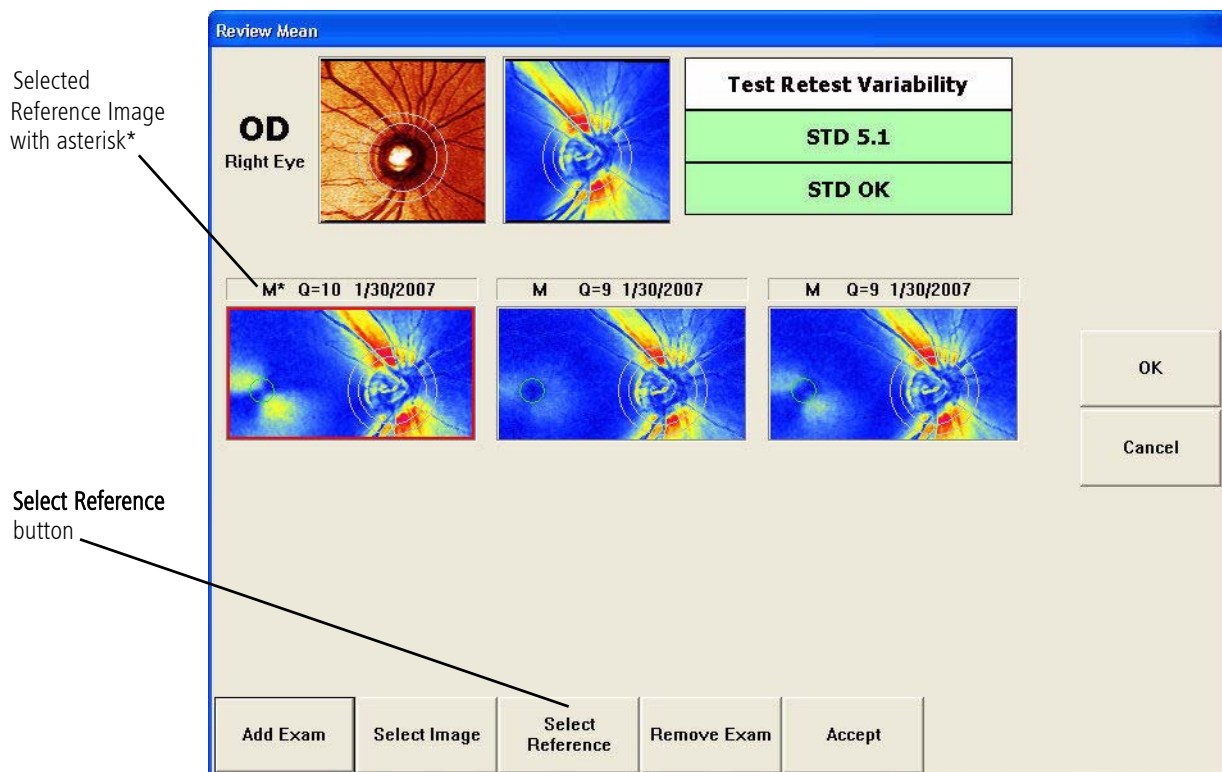 Review Mean
Selected
Reference Image
with asterisk*
OD
Right Eye
Test Retest Variability
STD 5.1
STD OK
M* Q=10 1/30/2007
M Q=9 1/30/2007
M Q=9 1/30/2007
OK
Cancel
Select Reference
button
Add Exam
Select Image
Select
Reference
Remove Exam
Accept